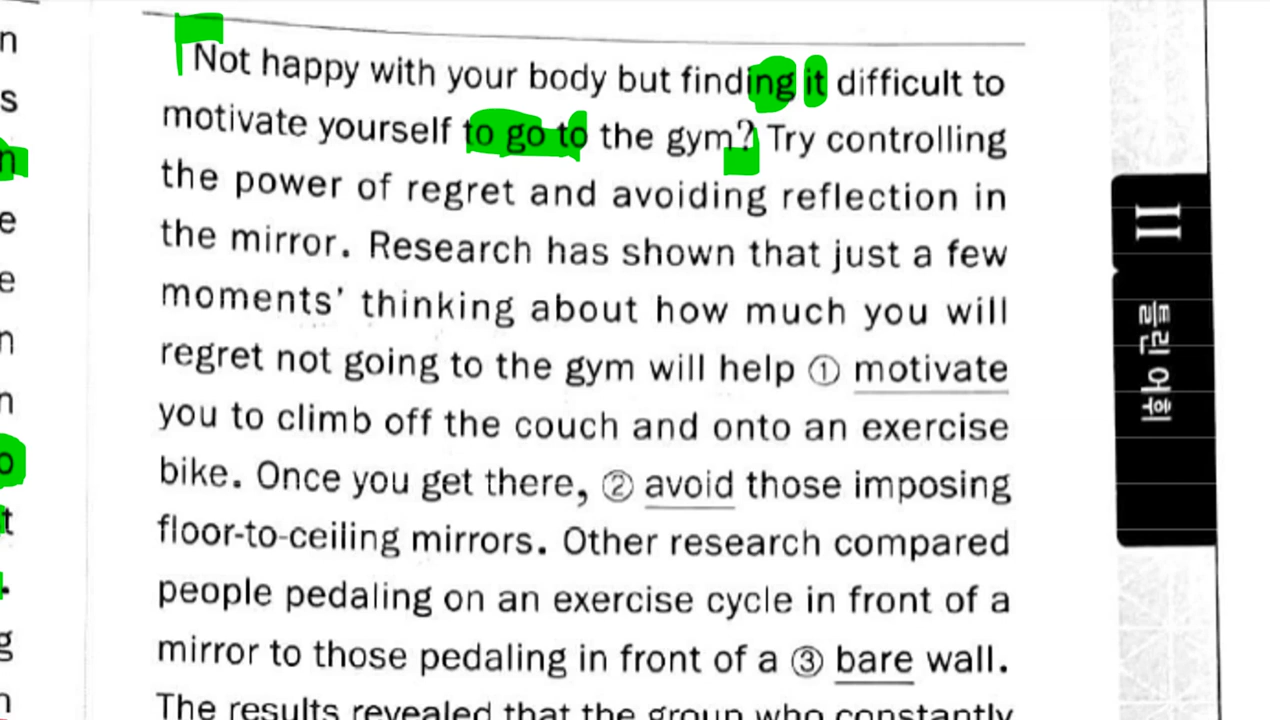 Not happy with your body but finding it difficult to
motivate yourself to go to the gym? Try controlling
the power of regret and avoiding reflection in
the mirror. Research has shown that just a few
moments' thinking about how much you will
regret not going to the gym will help ① motivate
you to climb off the couch and onto an exercise
bike. Once you get there, ② avoid those imposing
floor-to-ceiling mirrors. Other research compared
people pedaling on an exercise cycle in front of a
mirror to those pedaling in front of a ③ bare wall.
The results revealed that the group who constantly
II 틀린 어휘